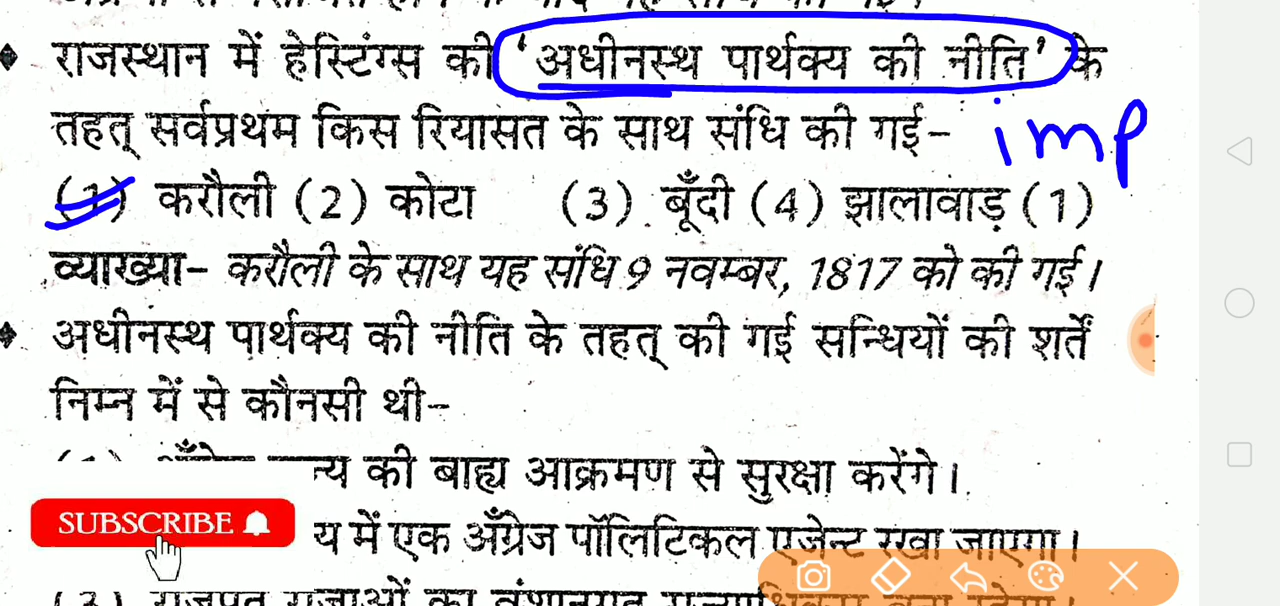 राजस्थान में हेस्टिंग्स की 'अधीनस्थ पार्थक्य की नीति' के
तहत् सर्वप्रथम किस रियासत के साथ संधि की गई- imp
(1) करौली (2) कोटा (3) बूँदी (4) झालावाड़ (1)
व्याख्या- करौली के साथ यह संधि 9 नवम्बर, 1817 को की गई।
अधीनस्थ पार्थक्य की नीति के तहत् की गई सन्धियों की शर्तें
निम्न में से कौनसी थी-
की बाह्य आक्रमण से सुरक्षा करेंगे।
SUBSCRIBE
में एक अँग्रेज पॉलिटिकल एजेन्ट रखा जाएगा।